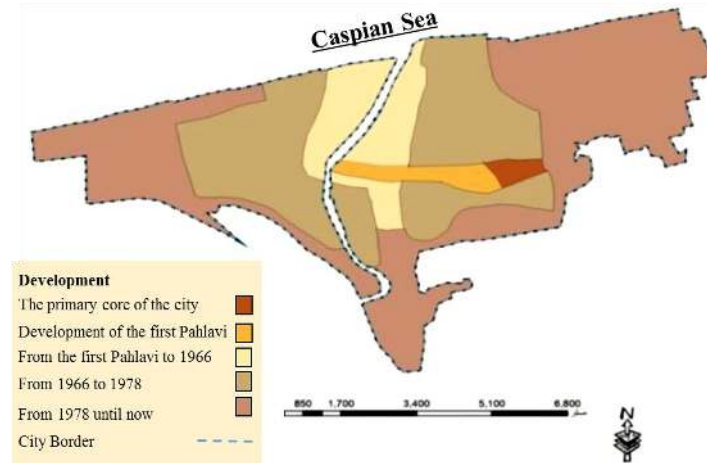 Caspian Sea
Development
The primary core of the city
Development of the first Pahlavi
From the first Pahlavi to 1966
From 1966 to 1978
From 1978 until now
City Border
850 1,700 3,400 5,100 6,800
N